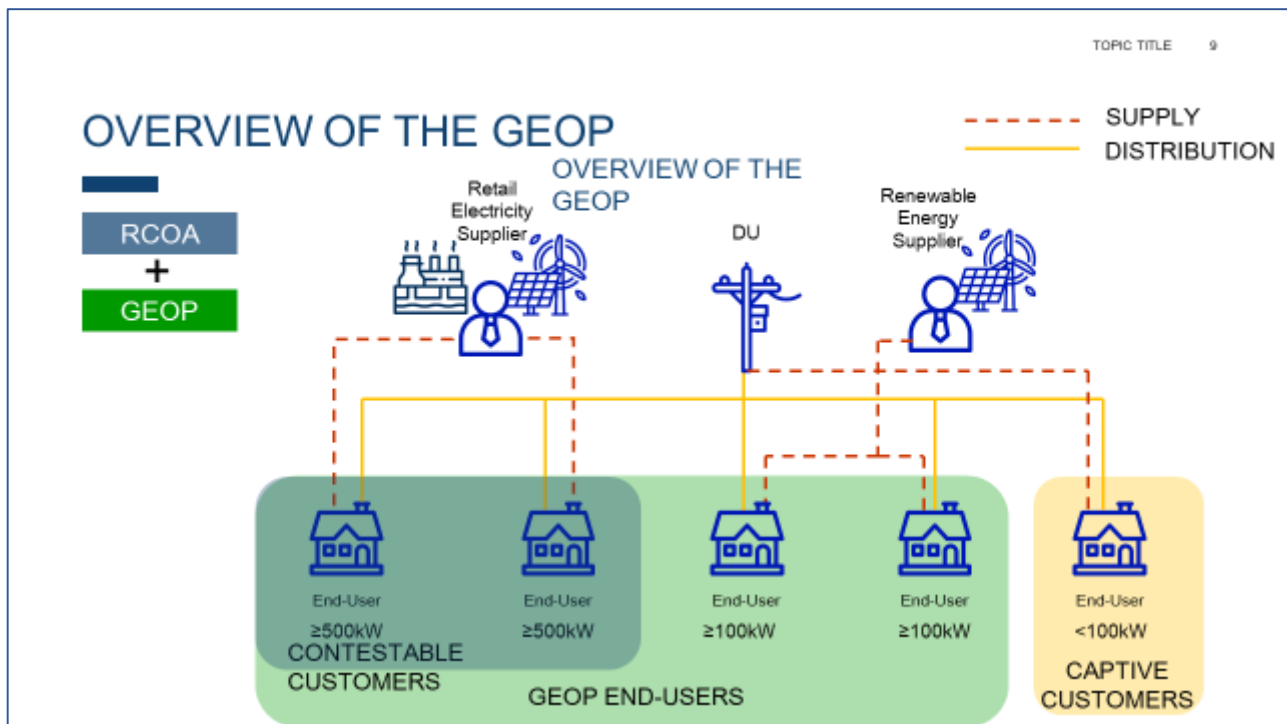 TOPIC TITLE 9
OVERVIEW OF THE GEOP
SUPPLY
DISTRIBUTION
OVERVIEW OF THE
GEOP
RCOA
+
GEOP
Retail
Electricity
Supplier
DU
Renewable
Energy
Supplier
End-User
≥500kW
End-User
≥500kW
End-User
≥100kW
End-User
≥100kW
End-User
<100kW
CONTESTABLE
CUSTOMERS
GEOP END-USERS
CAPTIVE
CUSTOMERS